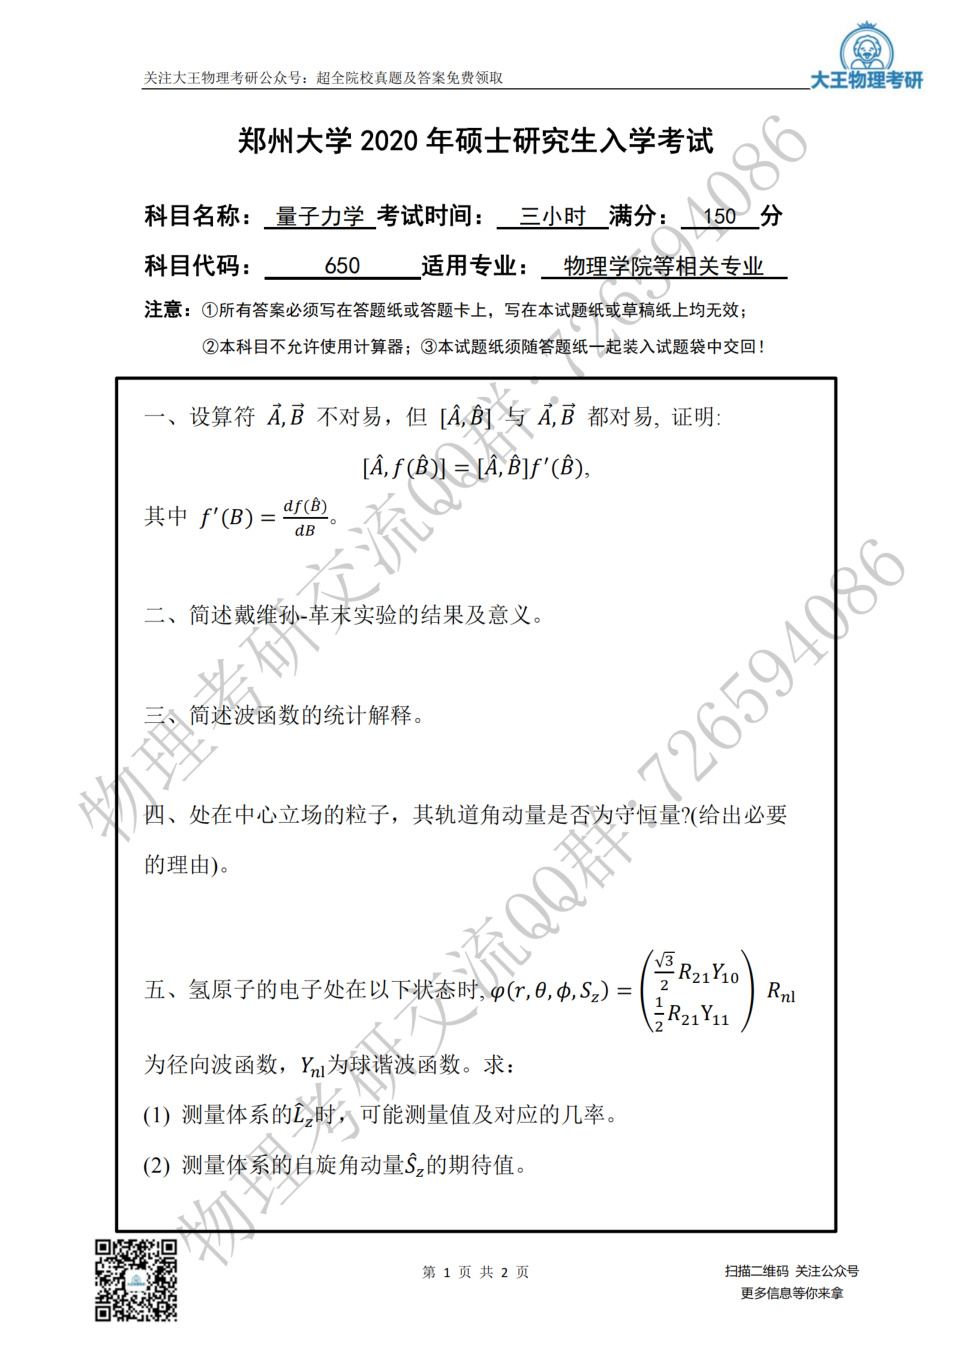 关注大王物理考研公众号：超全院校真题及答案免费领取
大王物理考研
郑州大学 2020 年硕士研究生入学考试
科目名称： 量子力学 考试时间： 三小时 满分： 150 分
科目代码： 650 适用专业： 物理学院等相关专业
注意：①所有答案必须写在答题纸或答题卡上，写在本试题纸或草稿纸上均无效；
②本科目不允许使用计算器；③本试题纸须随答题纸一起装入试题袋中交回！
一、设算符 $\vec{A},\vec{B}$ 不对易，但 $[\hat{A},\hat{B}]$ 与 $\vec{A},\vec{B}$ 都对易, 证明:
$[\hat{A},f(\hat{B})]=[\hat{A},\hat{B}]f'(\hat{B}),$
其中 $f'(B)=\frac{df(\hat{B})}{dB}$。
二、简述戴维孙-革末实验的结果及意义。
三、简述波函数的统计解释。
四、处在中心立场的粒子，其轨道角动量是否为守恒量?(给出必要
的理由)。
五、氢原子的电子处在以下状态时, $\varphi(r,\theta,\phi,S_z)=\begin{pmatrix}\frac{\sqrt{3}}{2}R_{21}Y_{10}\\ \frac{1}{2}R_{21}Y_{11}\end{pmatrix}$ $R_{nl}$
为径向波函数，$Y_{nl}$为球谐波函数。求：
(1) 测量体系的$\hat{L}_z$时，可能测量值及对应的几率。
(2) 测量体系的自旋角动量$\hat{S}_z$的期待值。
物理考研交流QQ群:726594086
物理考研交流QQ群:726594086
大王物理考研
第 1 页 共 2 页
扫描二维码 关注公众号
更多信息等你来拿